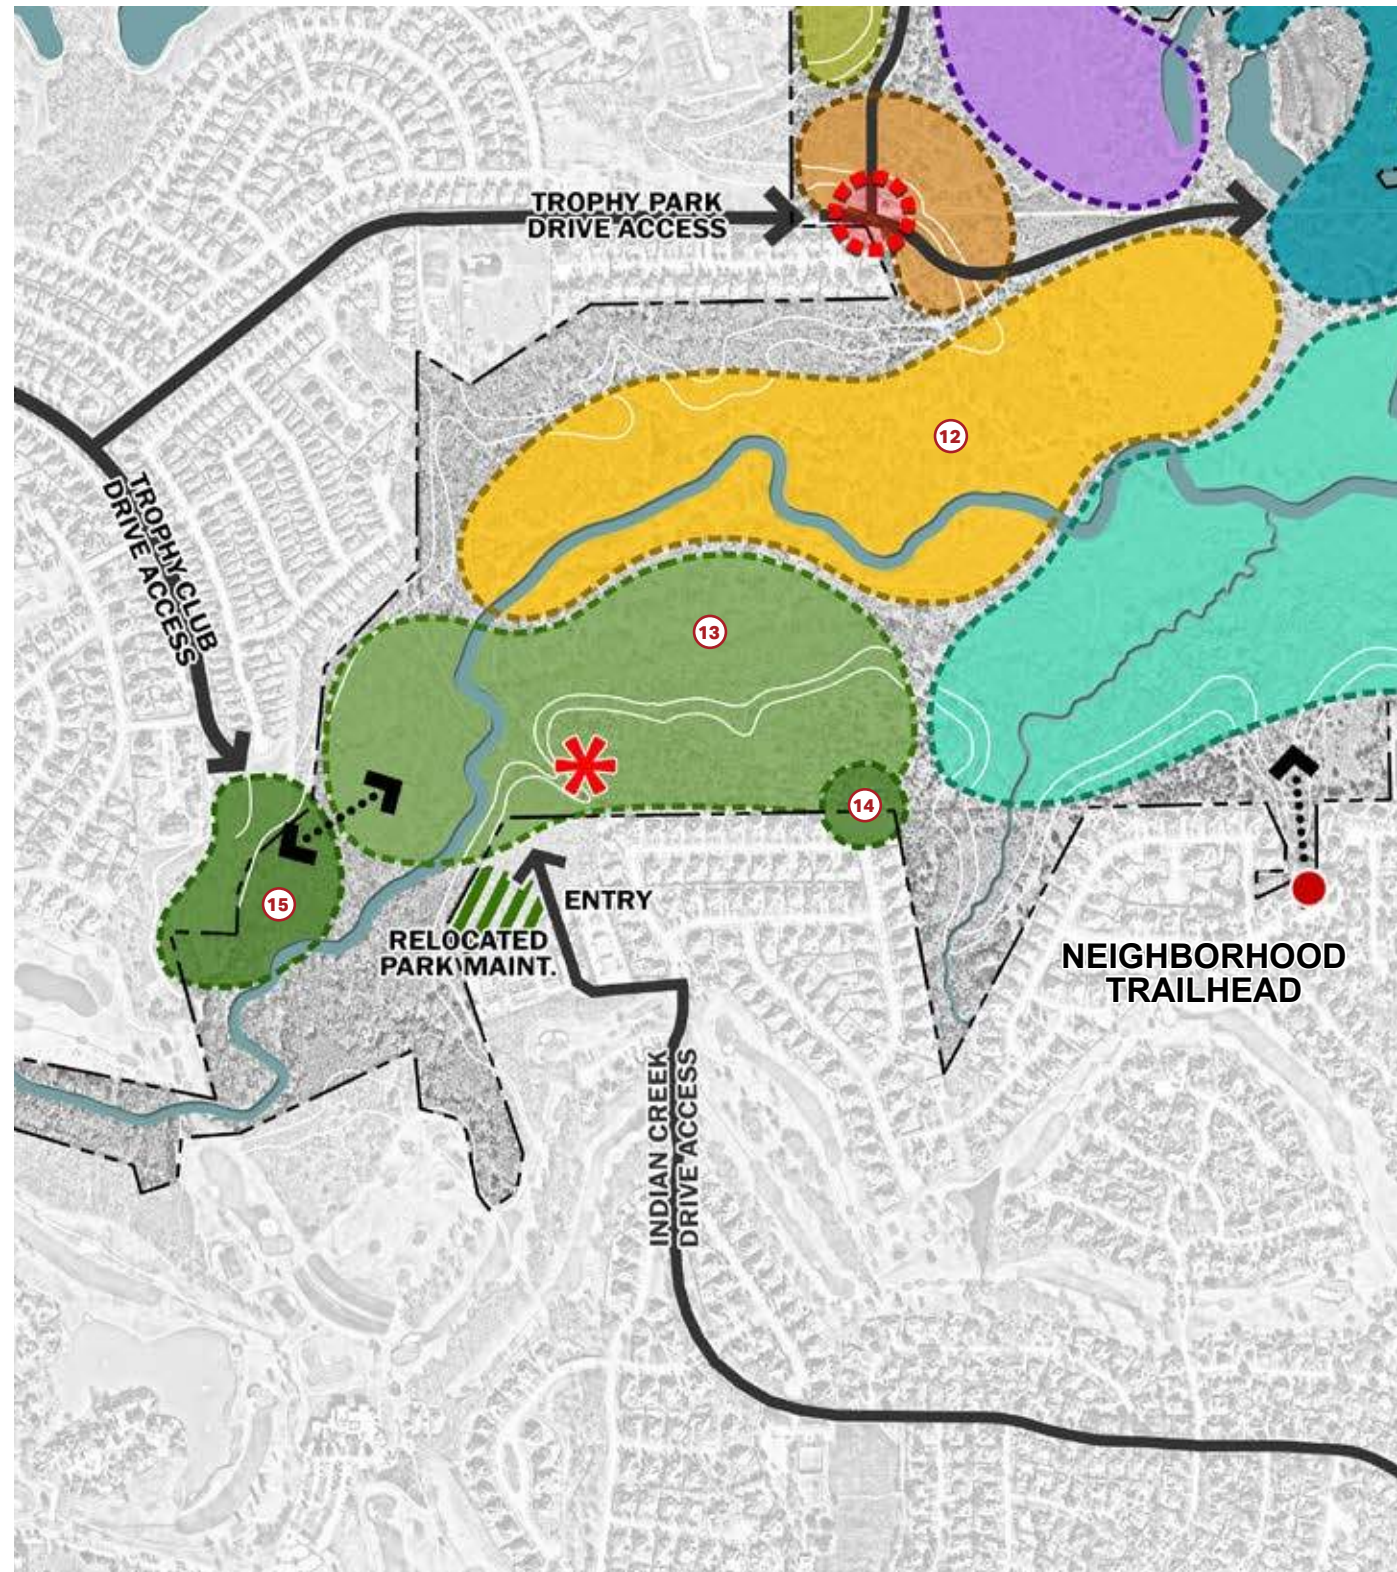 TROPHY PARK
DRIVE ACCESS
12
TROPHY CLUB
DRIVE ACCESS
13
14
15
ENTRY
RELOCATED
PARK MAINT.
NEIGHBORHOOD
TRAILHEAD
INDIAN CREEK
DRIVE ACCESS